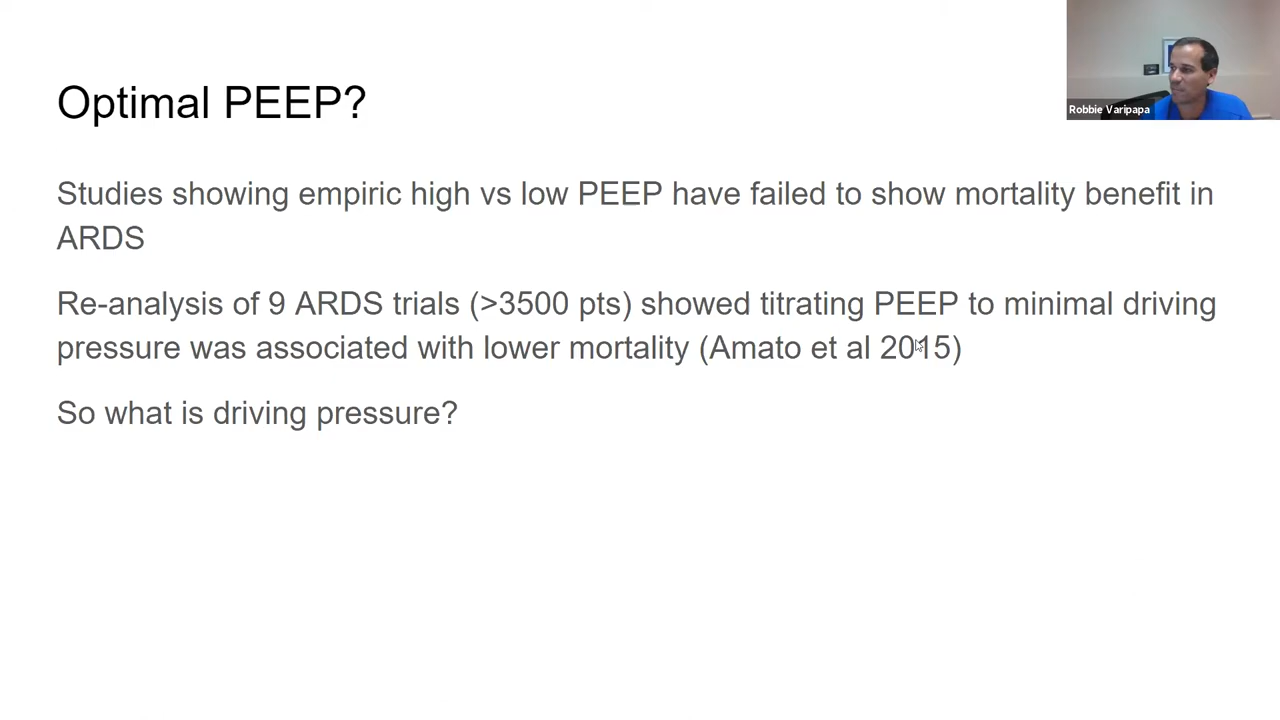 Optimal PEEP?
Robbie Varipapa
Studies showing empiric high vs low PEEP have failed to show mortality benefit in
ARDS
Re-analysis of 9 ARDS trials (>3500 pts) showed titrating PEEP to minimal driving
pressure was associated with lower mortality (Amato et al 2015)
So what is driving pressure?